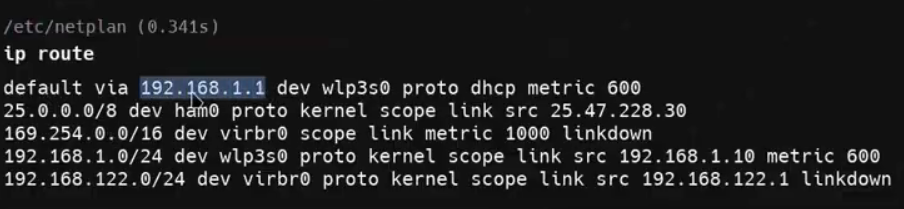 /etc/netplan (0.341s)
ip route
default via 192.168.1.1 dev wlp3s0 proto dhcp metric 600
25.0.0.0/8 dev ham0 proto kernel scope link src 25.47.228.30
169.254.0.0/16 dev virbr0 scope link metric 1000 linkdown
192.168.1.0/24 dev wlp3s0 proto kernel scope link src 192.168.1.10 metric 600
192.168.122.0/24 dev virbr0 proto kernel scope link src 192.168.122.1 linkdown